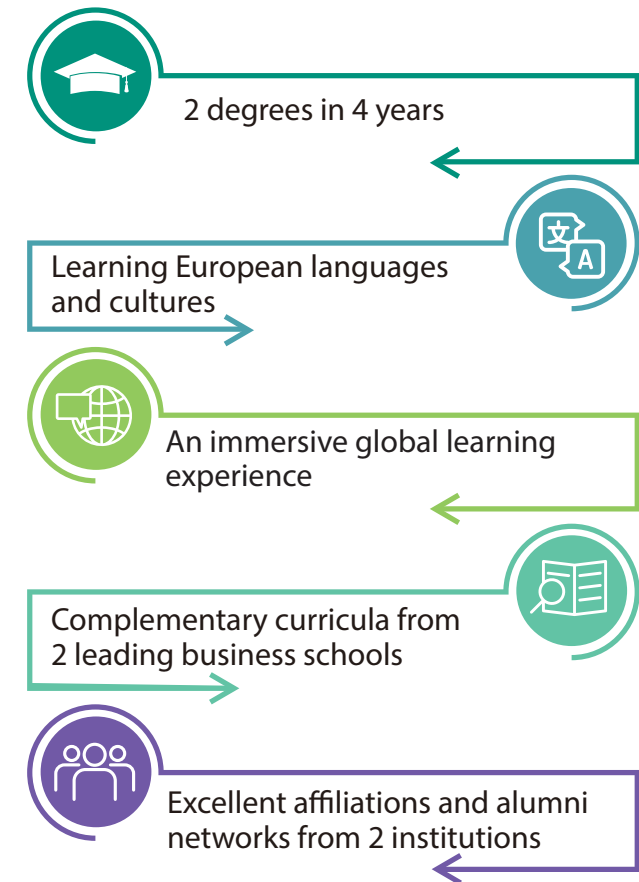 2 degrees in 4 years
文
A
Learning European languages
and cultures
An immersive global learning
experience
Complementary curricula from
2 leading business schools
Excellent affiliations and alumni
networks from 2 institutions